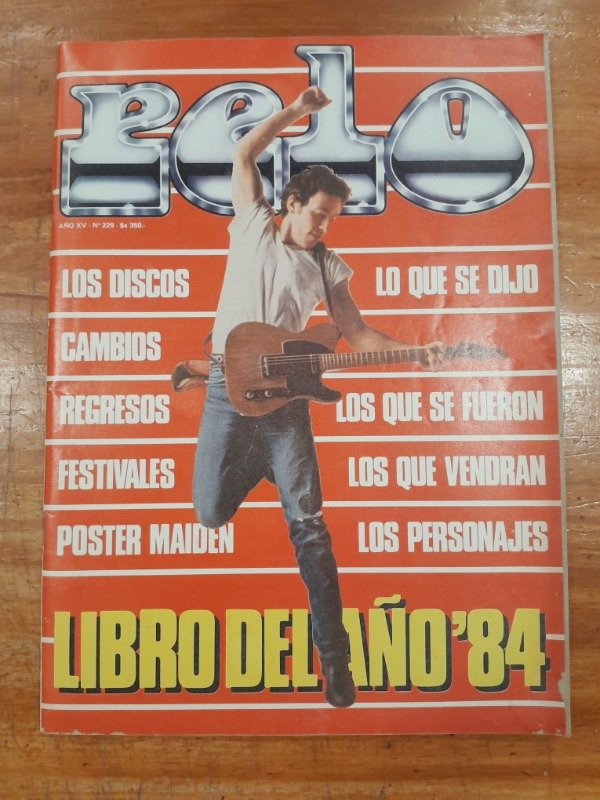 pelo
AÑO XV - Nº 229 - $a 350.-
LOS DISCOS
LO QUE SE DIJO
CAMBIOS
REGRESOS
LOS QUE SE FUERON
FESTIVALES
LOS QUE VENDRAN
POSTER MAIDEN
LOS PERSONAJES
LIBRO DEL AÑO '84